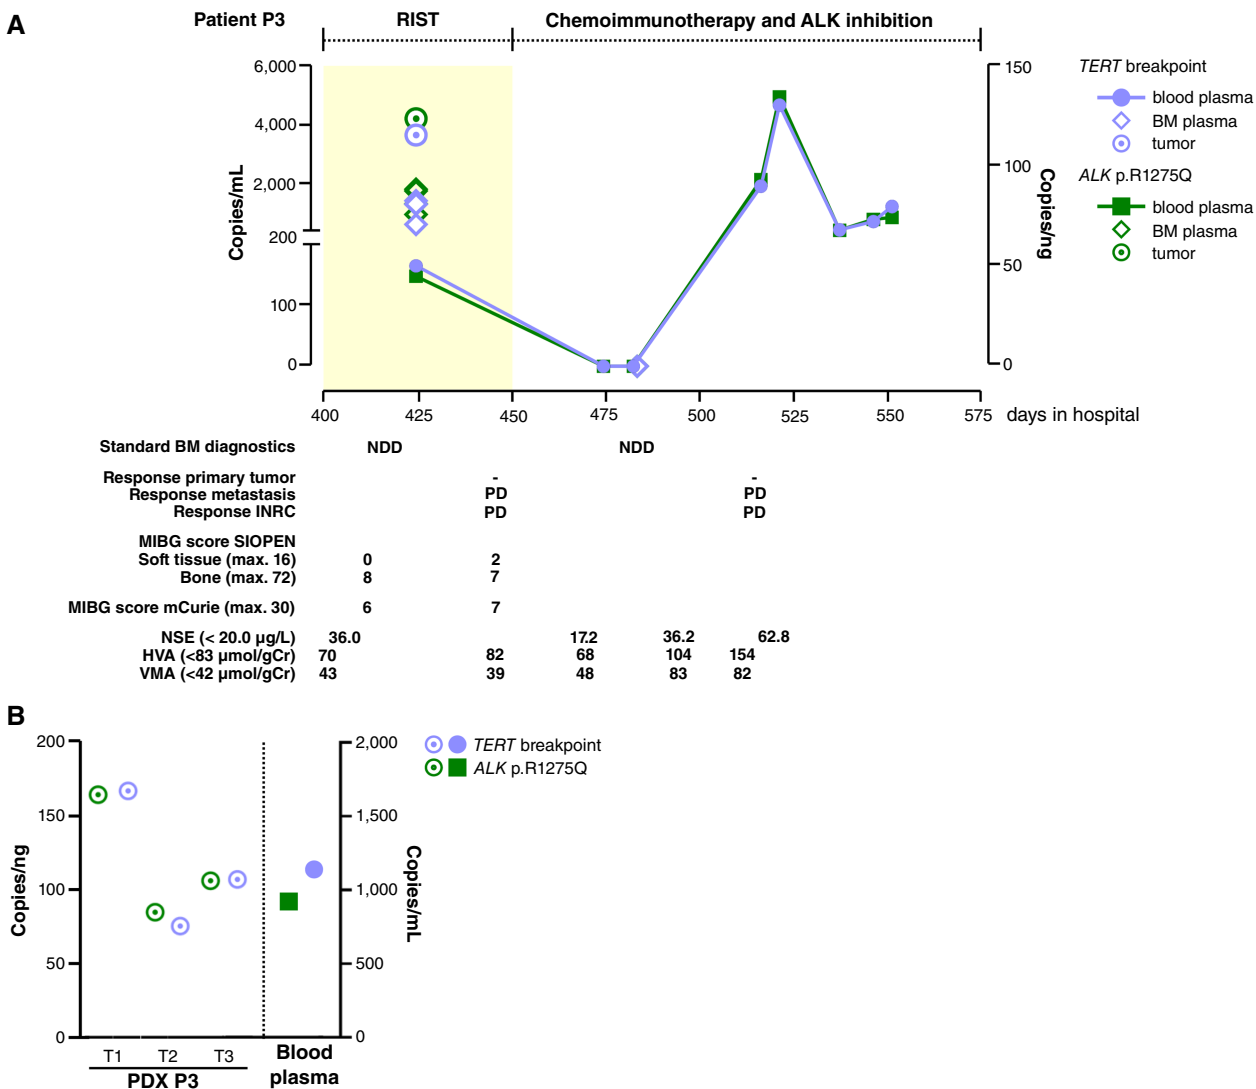 A
Patient P3 RIST Chemoimmunotherapy and ALK inhibition
TERT breakpoint
blood plasma
BM plasma
tumor
ALK p.R1275Q
blood plasma
BM plasma
tumor
Copies/mL
6,000
4,000
2,000
200
100
0
Copies/ng
150
100
50
0
400 425 450 475 500 525 550 575 days in hospital
Standard BM diagnostics NDD NDD
Response primary tumor - -
Response metastasis PD PD
Response INRC PD PD
MIBG score SIOPEN
Soft tissue (max. 16) 0 2
Bone (max. 72) 8 7
MIBG score mCurie (max. 30) 6 7
NSE (< 20.0 µg/L) 36.0 17.2 36.2 62.8
HVA (<83 µmol/gCr) 70 82 68 104 154
VMA (<42 µmol/gCr) 43 39 48 83 82
B
Copies/ng
200
150
100
50
0
2,000
1,500
1,000
500
0
Copies/mL
TERT breakpoint
ALK p.R1275Q
T1 T2 T3
PDX P3
Blood
plasma